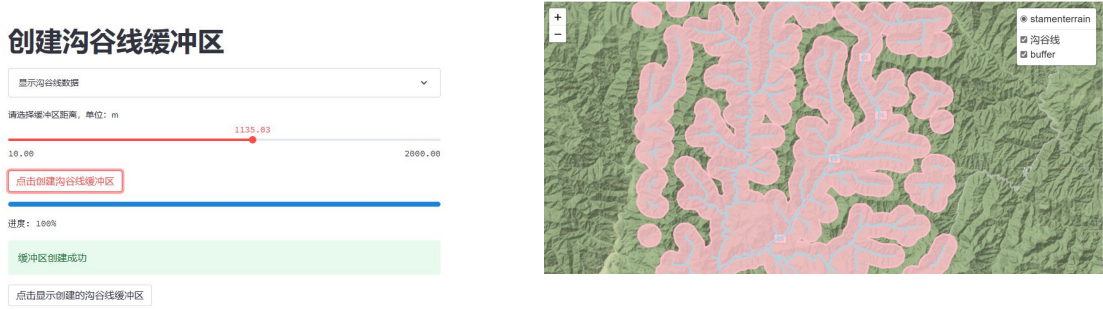 创建沟谷线缓冲区
显示沟谷线数据
请选择缓冲区距离，单位：m
1135.03
10.00 2000.00
点击创建沟谷线缓冲区
进度：100%
缓冲区创建成功
点击显示创建的沟谷线缓冲区
+
−
stamenterrain
沟谷线
buffer